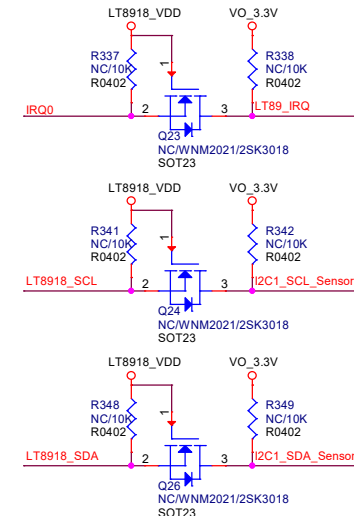 LT8918_VDD
VO_3.3V
R337
NC/10K
R0402
R338
NC/10K
R0402
1
IRQ0
2
3
LT89_IRQ
Q23
NC/WNM2021/2SK3018
SOT23
LT8918_VDD
VO_3.3V
R341
NC/10K
R0402
R342
NC/10K
R0402
1
LT8918_SCL
2
3
I2C1_SCL_Sensor
Q24
NC/WNM2021/2SK3018
SOT23
LT8918_VDD
VO_3.3V
R348
NC/10K
R0402
R349
NC/10K
R0402
1
LT8918_SDA
2
3
I2C1_SDA_Sensor
Q26
NC/WNM2021/2SK3018
SOT23